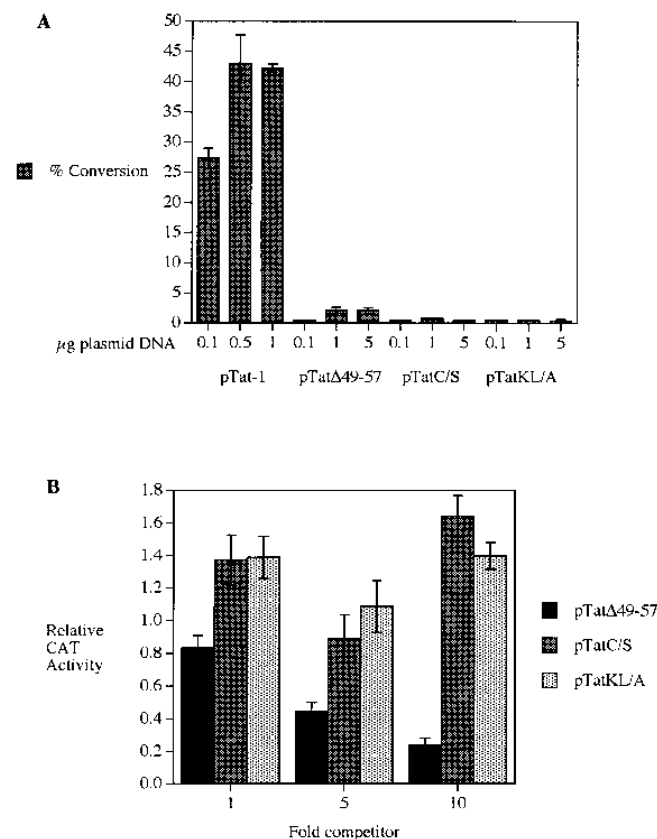 A
50
45
40
35
30
25
20
15
10
5
0
% Conversion
µg plasmid DNA 0.1 0.5 1 0.1 1 5 0.1 1 5 0.1 1 5
pTat-1 pTatΔ49-57 pTatC/S pTatKL/A
B
1.8
1.6
1.4
1.2
1.0
0.8
0.6
0.4
0.2
0.0
Relative
CAT
Activity
pTatΔ49-57
pTatC/S
pTatKL/A
1 5 10
Fold competitor